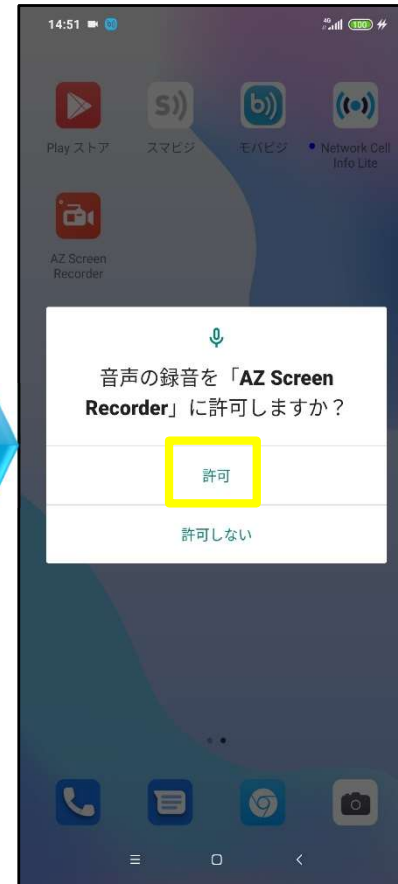 14:51
4G
100
Play ストア
スマビジ
モバビジ
Network Cell
Info Lite
AZ Screen
Recorder
音声の録音を「AZ Screen
Recorder」に許可しますか？
許可
許可しない